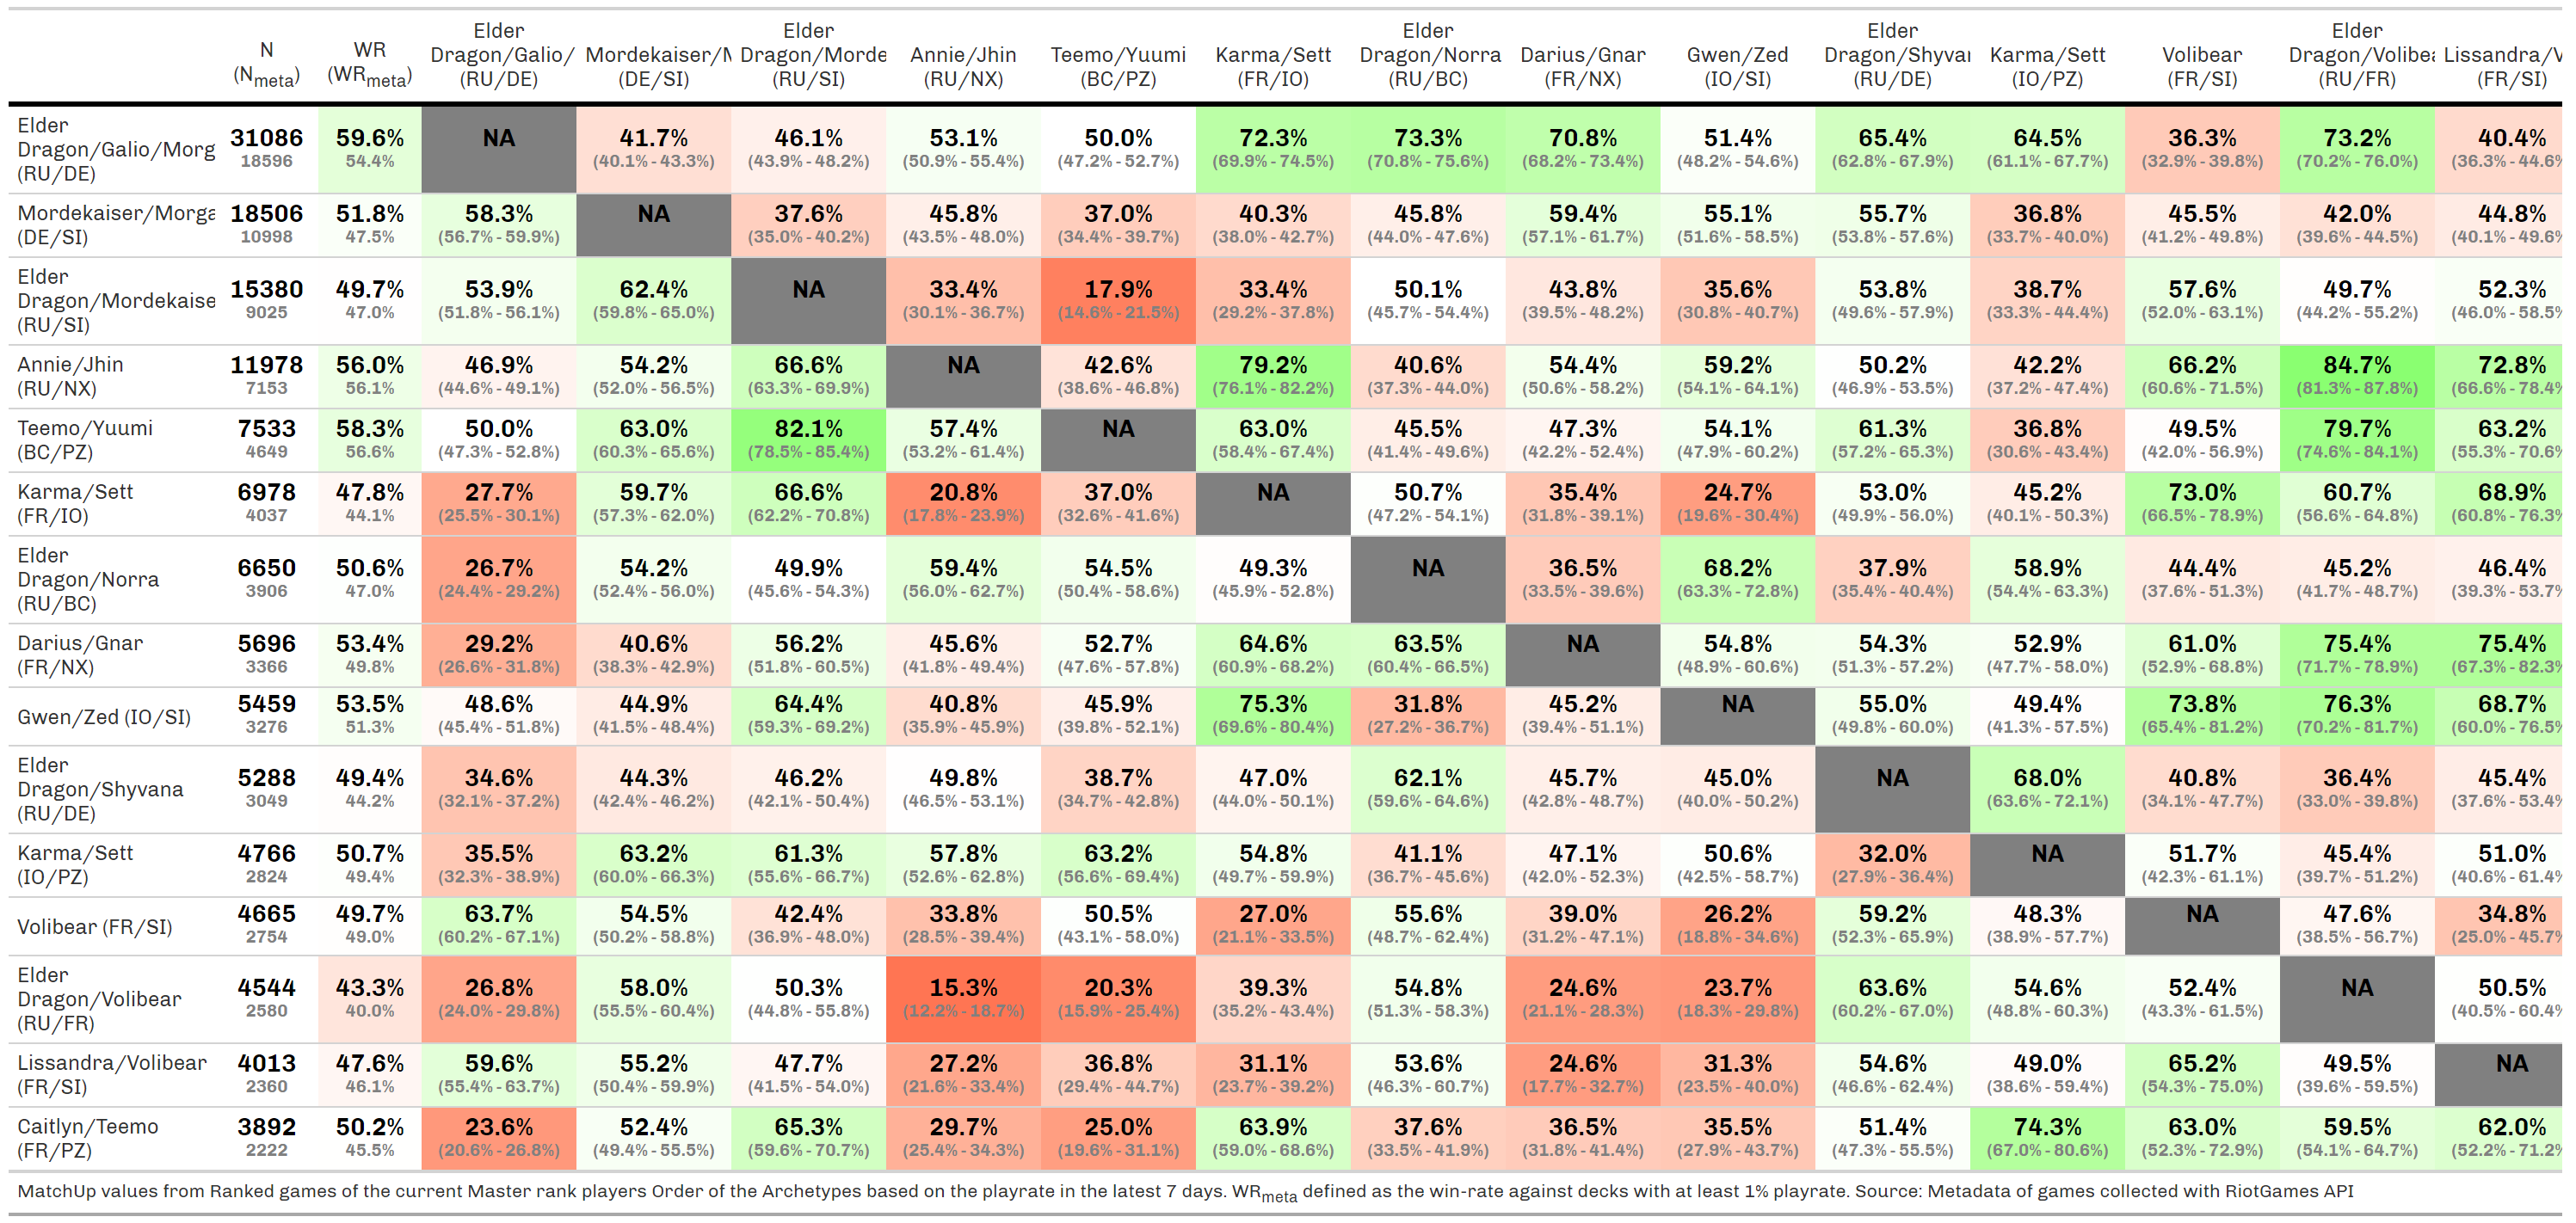 Elder Elder Elder Elder Elder
N WR Dragon/Galio/ Mordekaiser/M Dragon/Morde Annie/Jhin Teemo/Yuumi Karma/Sett Dragon/Norra Darius/Gnar Gwen/Zed Dragon/Shyvar Karma/Sett Volibear Dragon/Volibea Lissandra/V
(Nmeta) (WRmeta) (RU/DE) (DE/SI) (RU/SI) (RU/NX) (BC/PZ) (FR/IO) (RU/BC) (FR/NX) (IO/SI) (RU/DE) (IO/PZ) (FR/SI) (RU/FR) (FR/SI)
Elder
Dragon/Galio/Morg
(RU/DE)
31086 59.6% NA 41.7% 46.1% 53.1% 50.0% 72.3% 73.3% 70.8% 51.4% 65.4% 64.5% 36.3% 73.2% 40.4%
18596 54.4% (40.1% - 43.3%) (43.9% - 48.2%) (50.9% - 55.4%) (47.2% - 52.7%) (69.9% - 74.5%) (70.8% - 75.6%) (68.2% - 73.4%) (48.2% - 54.6%) (62.8% - 67.9%) (61.1% - 67.7%) (32.9% - 39.8%) (70.2% - 76.0%) (36.3% - 44.6%
Mordekaiser/Morga
(DE/SI)
18506 51.8% 58.3% NA 37.6% 45.8% 37.0% 40.3% 45.8% 59.4% 55.1% 55.7% 36.8% 45.5% 42.0% 44.8%
10998 47.5% (56.7% - 59.9%) (35.0% - 40.2%) (43.5% - 48.0%) (34.4% - 39.7%) (38.0% - 42.7%) (44.0% - 47.6%) (57.1% - 61.7%) (51.6% - 58.5%) (53.8% - 57.6%) (33.7% - 40.0%) (41.2% - 49.8%) (39.6% - 44.5%) (40.1% - 49.6%
Elder
Dragon/Mordekaise
(RU/SI)
15380 49.7% 53.9% 62.4% NA 33.4% 17.9% 33.4% 50.1% 43.8% 35.6% 53.8% 38.7% 57.6% 49.7% 52.3%
9025 47.0% (51.8% - 56.1%) (59.8% - 65.0%) (30.1% - 36.7%) (14.6% - 21.5%) (29.2% - 37.8%) (45.7% - 54.4%) (39.5% - 48.2%) (30.8% - 40.7%) (49.6% - 57.9%) (33.3% - 44.4%) (52.0% - 63.1%) (44.2% - 55.2%) (46.0% - 58.5%
Annie/Jhin
(RU/NX)
11978 56.0% 46.9% 54.2% 66.6% NA 42.6% 79.2% 40.6% 54.4% 59.2% 50.2% 42.2% 66.2% 84.7% 72.8%
7153 56.1% (44.6% - 49.1%) (52.0% - 56.5%) (63.3% - 69.9%) (38.6% - 46.8%) (76.1% - 82.2%) (37.3% - 44.0%) (50.6% - 58.2%) (54.1% - 64.1%) (46.9% - 53.5%) (37.2% - 47.4%) (60.6% - 71.5%) (81.3% - 87.8%) (66.6% - 78.4%
Teemo/Yuumi
(BC/PZ)
7533 58.3% 50.0% 63.0% 82.1% 57.4% NA 63.0% 45.5% 47.3% 54.1% 61.3% 36.8% 49.5% 79.7% 63.2%
4649 56.6% (47.3% - 52.8%) (60.3% - 65.6%) (78.5% - 85.4%) (53.2% - 61.4%) (58.4% - 67.4%) (41.4% - 49.6%) (42.2% - 52.4%) (47.9% - 60.2%) (57.2% - 65.3%) (30.6% - 43.4%) (42.0% - 56.9%) (74.6% - 84.1%) (55.3% - 70.6%
Karma/Sett
(FR/IO)
6978 47.8% 27.7% 59.7% 66.6% 20.8% 37.0% NA 50.7% 35.4% 24.7% 53.0% 45.2% 73.0% 60.7% 68.9%
4037 44.1% (25.5% - 30.1%) (57.3% - 62.0%) (62.2% - 70.8%) (17.8% - 23.9%) (32.6% - 41.6%) (47.2% - 54.1%) (31.8% - 39.1%) (19.6% - 30.4%) (49.9% - 56.0%) (40.1% - 50.3%) (66.5% - 78.9%) (56.6% - 64.8%) (60.8% - 76.3%
Elder
Dragon/Norra
(RU/BC)
6650 50.6% 26.7% 54.2% 49.9% 59.4% 54.5% 49.3% NA 36.5% 68.2% 37.9% 58.9% 44.4% 45.2% 46.4%
3906 47.0% (24.4% - 29.2%) (52.4% - 56.0%) (45.6% - 54.3%) (56.0% - 62.7%) (50.4% - 58.6%) (45.9% - 52.8%) (33.5% - 39.6%) (63.3% - 72.8%) (35.4% - 40.4%) (54.4% - 63.3%) (37.6% - 51.3%) (41.7% - 48.7%) (39.3% - 53.7%
Darius/Gnar
(FR/NX)
5696 53.4% 29.2% 40.6% 56.2% 45.6% 52.7% 64.6% 63.5% NA 54.8% 54.3% 52.9% 61.0% 75.4% 75.4%
3366 49.8% (26.6% - 31.8%) (38.3% - 42.9%) (51.8% - 60.5%) (41.8% - 49.4%) (47.6% - 57.8%) (60.9% - 68.2%) (60.4% - 66.5%) (48.9% - 60.6%) (51.3% - 57.2%) (47.7% - 58.0%) (52.9% - 68.8%) (71.7% - 78.9%) (67.3% - 82.3%
Gwen/Zed (IO/SI)
5459 53.5% 48.6% 44.9% 64.4% 40.8% 45.9% 75.3% 31.8% 45.2% NA 55.0% 49.4% 73.8% 76.3% 68.7%
3276 51.3% (45.4% - 51.8%) (41.5% - 48.4%) (59.3% - 69.2%) (35.9% - 45.9%) (39.8% - 52.1%) (69.6% - 80.4%) (27.2% - 36.7%) (39.4% - 51.1%) (49.8% - 60.0%) (41.3% - 57.5%) (65.4% - 81.2%) (70.2% - 81.7%) (60.0% - 76.5%
Elder
Dragon/Shyvana
(RU/DE)
5288 49.4% 34.6% 44.3% 46.2% 49.8% 38.7% 47.0% 62.1% 45.7% 45.0% NA 68.0% 40.8% 36.4% 45.4%
3049 44.2% (32.1% - 37.2%) (42.4% - 46.2%) (42.1% - 50.4%) (46.5% - 53.1%) (34.7% - 42.8%) (44.0% - 50.1%) (59.6% - 64.6%) (42.8% - 48.7%) (40.0% - 50.2%) (63.6% - 72.1%) (34.1% - 47.7%) (33.0% - 39.8%) (37.6% - 53.4%
Karma/Sett
(IO/PZ)
4766 50.7% 35.5% 63.2% 61.3% 57.8% 63.2% 54.8% 41.1% 47.1% 50.6% 32.0% NA 51.7% 45.4% 51.0%
2824 49.4% (32.3% - 38.9%) (60.0% - 66.3%) (55.6% - 66.7%) (52.6% - 62.8%) (56.6% - 69.4%) (49.7% - 59.9%) (36.7% - 45.6%) (42.0% - 52.3%) (42.5% - 58.7%) (27.9% - 36.4%) (42.3% - 61.1%) (39.7% - 51.2%) (40.6% - 61.4%
Volibear (FR/SI)
4665 49.7% 63.7% 54.5% 42.4% 33.8% 50.5% 27.0% 55.6% 39.0% 26.2% 59.2% 48.3% NA 47.6% 34.8%
2754 49.0% (60.2% - 67.1%) (50.2% - 58.8%) (36.9% - 48.0%) (28.5% - 39.4%) (43.1% - 58.0%) (21.1% - 33.5%) (48.7% - 62.4%) (31.2% - 47.1%) (18.8% - 34.6%) (52.3% - 65.9%) (38.9% - 57.7%) (38.5% - 56.7%) (25.0% - 45.7%
Elder
Dragon/Volibear
(RU/FR)
4544 43.3% 26.8% 58.0% 50.3% 15.3% 20.3% 39.3% 54.8% 24.6% 23.7% 63.6% 54.6% 52.4% NA 50.5%
2580 40.0% (24.0% - 29.8%) (55.5% - 60.4%) (44.8% - 55.8%) (12.2% - 18.7%) (15.9% - 25.4%) (35.2% - 43.4%) (51.3% - 58.3%) (21.1% - 28.3%) (18.3% - 29.8%) (60.2% - 67.0%) (48.8% - 60.3%) (43.3% - 61.5%) (40.5% - 60.4%
Lissandra/Volibear
(FR/SI)
4013 47.6% 59.6% 55.2% 47.7% 27.2% 36.8% 31.1% 53.6% 24.6% 31.3% 54.6% 49.0% 65.2% 49.5% NA
2360 46.1% (55.4% - 63.7%) (50.4% - 59.9%) (41.5% - 54.0%) (21.6% - 33.4%) (29.4% - 44.7%) (23.7% - 39.2%) (46.3% - 60.7%) (17.7% - 32.7%) (23.5% - 40.0%) (46.6% - 62.4%) (38.6% - 59.4%) (54.3% - 75.0%) (39.6% - 59.5%)
Caitlyn/Teemo
(FR/PZ)
3892 50.2% 23.6% 52.4% 65.3% 29.7% 25.0% 63.9% 37.6% 36.5% 35.5% 51.4% 74.3% 63.0% 59.5% 62.0%
2222 45.5% (20.6% - 26.8%) (49.4% - 55.5%) (59.6% - 70.7%) (25.4% - 34.3%) (19.6% - 31.1%) (59.0% - 68.6%) (33.5% - 41.9%) (31.8% - 41.4%) (27.9% - 43.7%) (47.3% - 55.5%) (67.0% - 80.6%) (52.3% - 72.9%) (54.1% - 64.7%) (52.2% - 71.2%
MatchUp values from Ranked games of the current Master rank players Order of the Archetypes based on the playrate in the latest 7 days. WRmeta defined as the win-rate against decks with at least 1% playrate. Source: Metadata of games collected with RiotGames API